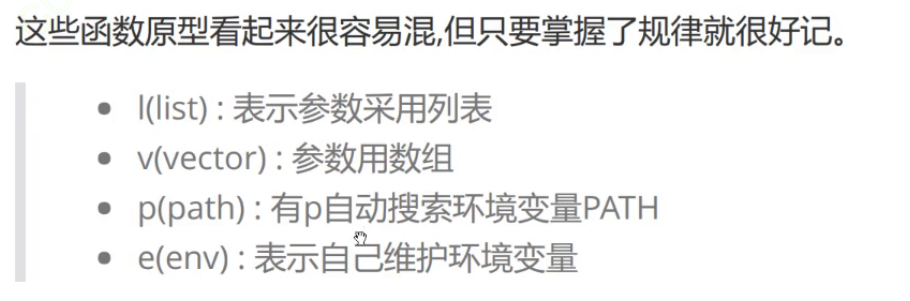 这些函数原型看起来很容易混,但只要掌握了规律就很好记。
l(list) : 表示参数采用列表
v(vector) : 参数用数组
p(path) : 有p自动搜索环境变量PATH
e(env) : 表示自己维护环境变量